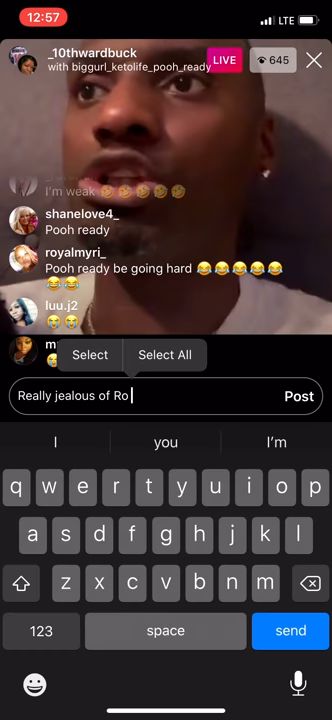 12:57
LTE
_10thwardbuck
with biggurl_ketolife_pooh_ready
LIVE
645
I'm weak 🤣🤣🤣🤣🤣
shanelove4_
Pooh ready
royalmyri_
Pooh ready be going hard 😂😂😂😂😂
😂😂
luu.j2
😭😭
m
Select
Select All
Really jealous of Ro
Post
I
you
I'm
q w e r t y u i o p
a s d f g h j k l
z x c v b n m
123
space
send